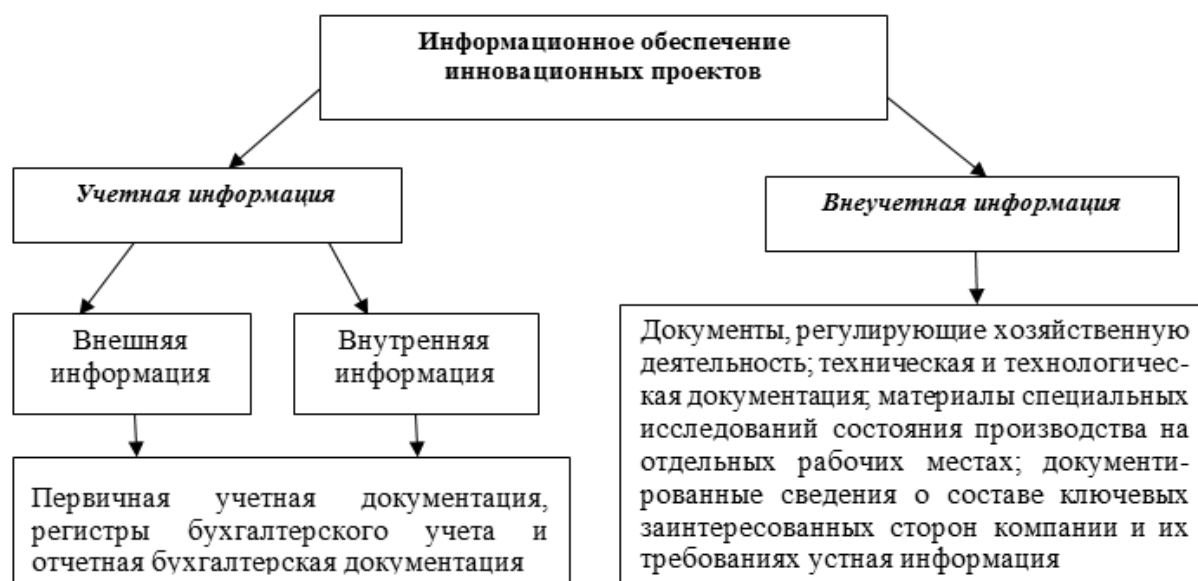 Информационное обеспечение
инновационных проектов
Учетная информация
Внеучетная информация
Внешняя
информация
Внутренняя
информация
Первичная учетная документация,
регистры бухгалтерского учета и
отчетная бухгалтерская документация
Документы, регулирующие хозяйственную
деятельность; техническая и технологичес-
кая документация; материалы специальных
исследований состояния производства на
отдельных рабочих местах; документи-
рованные сведения о составе ключевых
заинтересованных сторон компании и их
требованиях устная информация